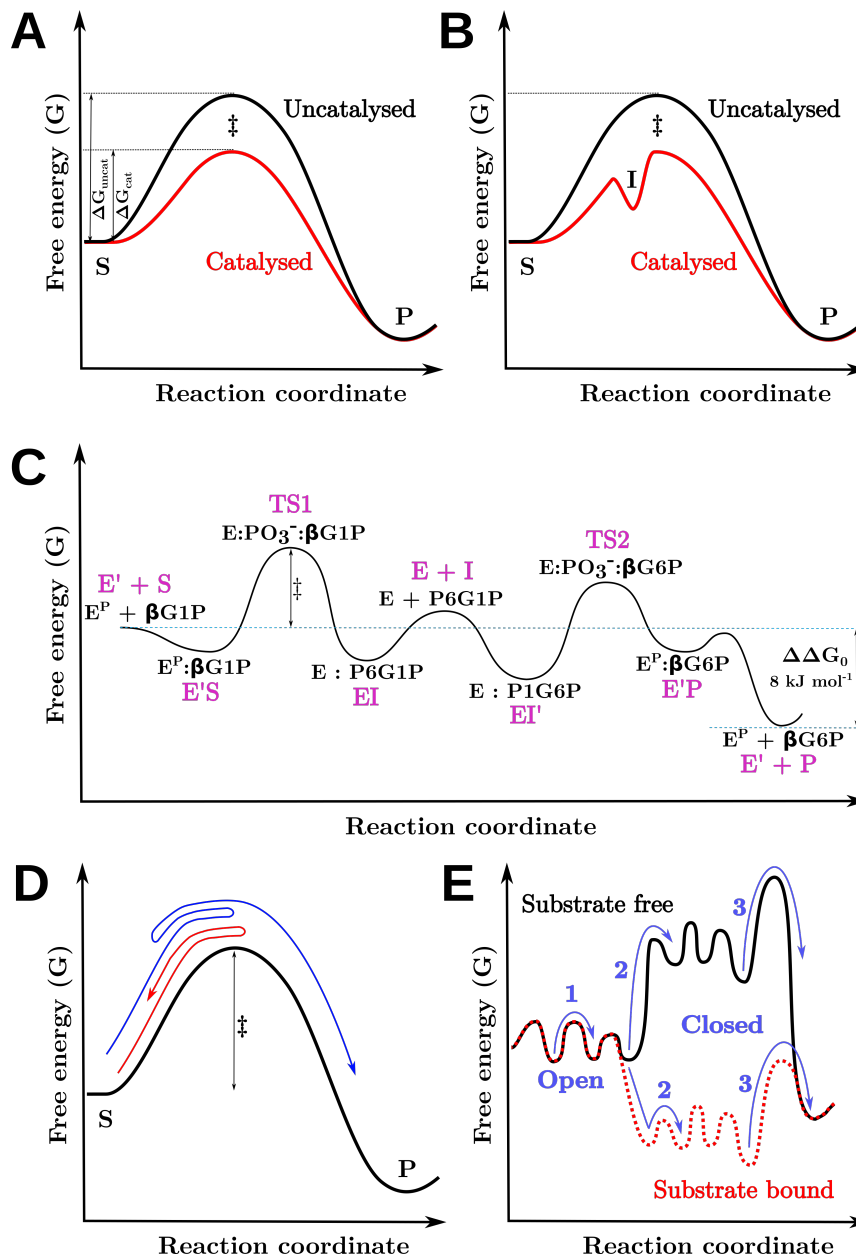 A
Free energy (G)
ΔG_uncat
ΔG_cat
‡
Uncatalysed
Catalysed
S
P
Reaction coordinate
B
Free energy (G)
‡
Uncatalysed
I
Catalysed
S
P
Reaction coordinate
C
Free energy (G)
TS1
E:PO₃⁻:βG1P
‡
TS2
E:PO₃⁻:βG6P
E' + S
Eᴾ + βG1P
E + I
E + P6G1P
Eᴾ:βG1P
E'S
E : P6G1P
EI
E : P1G6P
EI'
Eᴾ:βG6P
E'P
ΔΔG₀
8 kJ mol⁻¹
Eᴾ + βG6P
E' + P
Reaction coordinate
D
Free energy (G)
‡
S
P
Reaction coordinate
E
Free energy (G)
Substrate free
3
2
1
Closed
Open
2
3
Substrate bound
Reaction coordinate